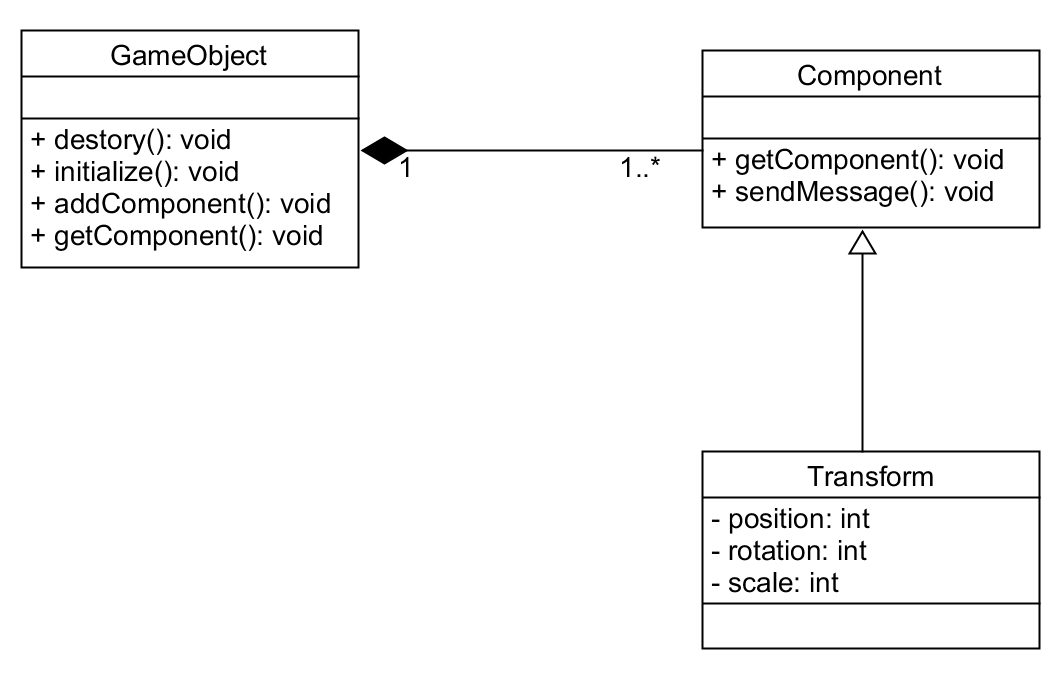 GameObject
+ destory(): void
+ initialize(): void
+ addComponent(): void
+ getComponent(): void
1
1..*
Component
+ getComponent(): void
+ sendMessage(): void
Transform
- position: int
- rotation: int
- scale: int